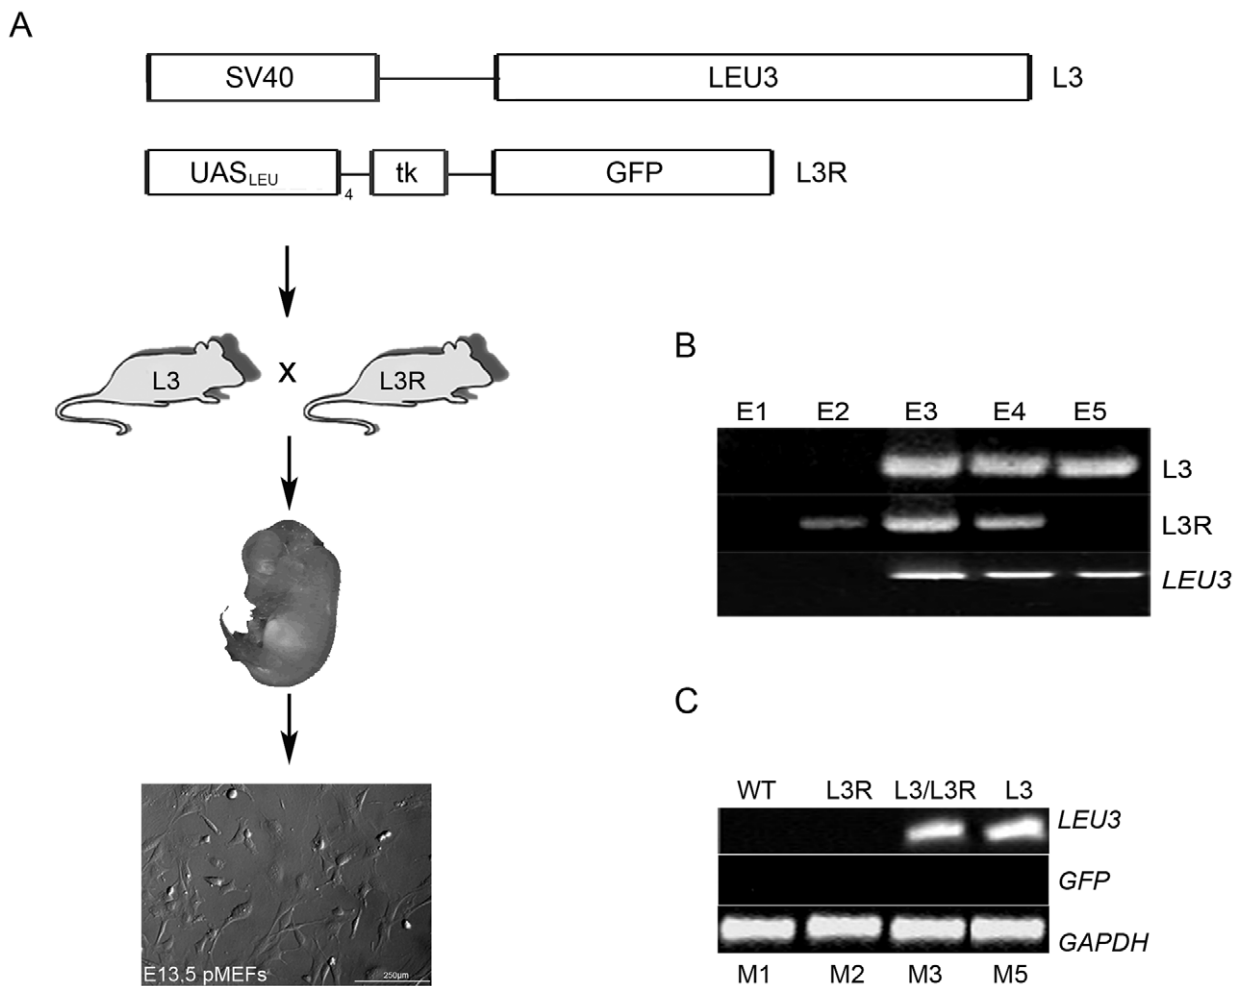 A
SV40 LEU3 L3
UASLEU 4 tk GFP L3R
L3 x L3R
E13,5 pMEFs 250µm
B
E1 E2 E3 E4 E5
L3
L3R
LEU3
C
WT L3R L3/L3R L3
LEU3
GFP
GAPDH
M1 M2 M3 M5